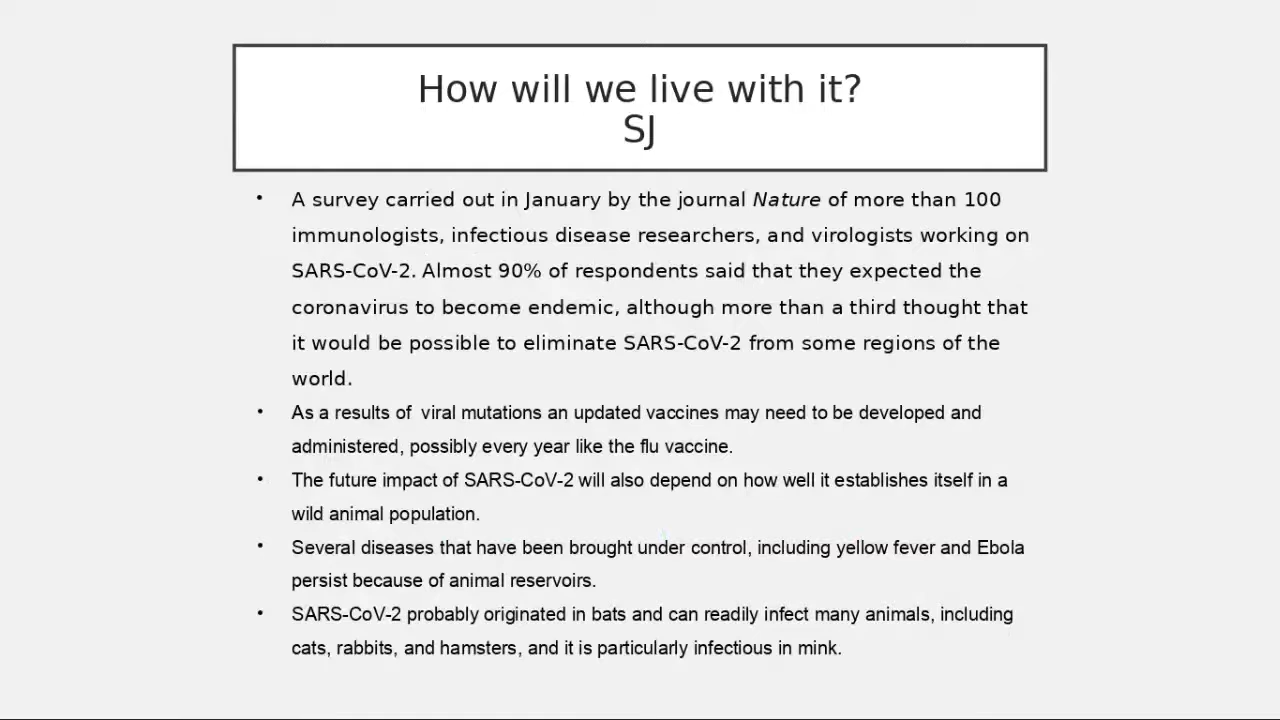 How will we live with it?
SJ
• A survey carried out in January by the journal Nature of more than 100
immunologists, infectious disease researchers, and virologists working on
SARS-CoV-2. Almost 90% of respondents said that they expected the
coronavirus to become endemic, although more than a third thought that
it would be possible to eliminate SARS-CoV-2 from some regions of the
world.
• As a results of  viral mutations an updated vaccines may need to be developed and
administered, possibly every year like the flu vaccine.
• The future impact of SARS-CoV-2 will also depend on how well it establishes itself in a
wild animal population.
• Several diseases that have been brought under control, including yellow fever and Ebola
persist because of animal reservoirs.
• SARS-CoV-2 probably originated in bats and can readily infect many animals, including
cats, rabbits, and hamsters, and it is particularly infectious in mink.